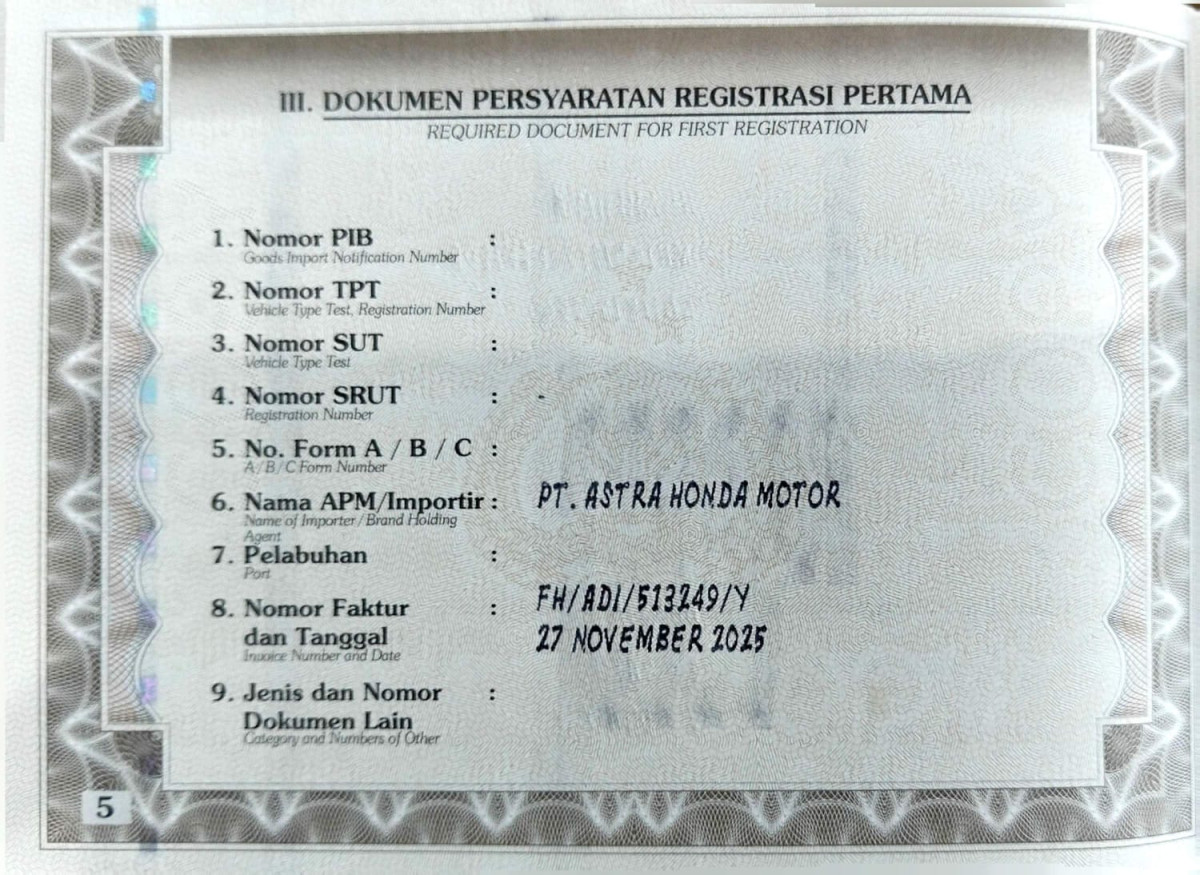 III. DOKUMEN PERSYARATAN REGISTRASI PERTAMA
REQUIRED DOCUMENT FOR FIRST REGISTRATION
1. Nomor PIB :
Goods Import Notification Number
2. Nomor TPT :
Vehicle Type Test, Registration Number
3. Nomor SUT :
Vehicle Type Test
4. Nomor SRUT : -
Registration Number
5. No. Form A / B / C :
A / B / C Form Number
6. Nama APM/Importir : PT. ASTRA HONDA MOTOR
Name of Importer / Brand Holding
Agent
7. Pelabuhan :
Port
8. Nomor Faktur : FH/ADI/513249/Y
dan Tanggal 27 NOVEMBER 2025
Invoice Number and Date
9. Jenis dan Nomor :
Dokumen Lain
Category and Numbers of Other
5